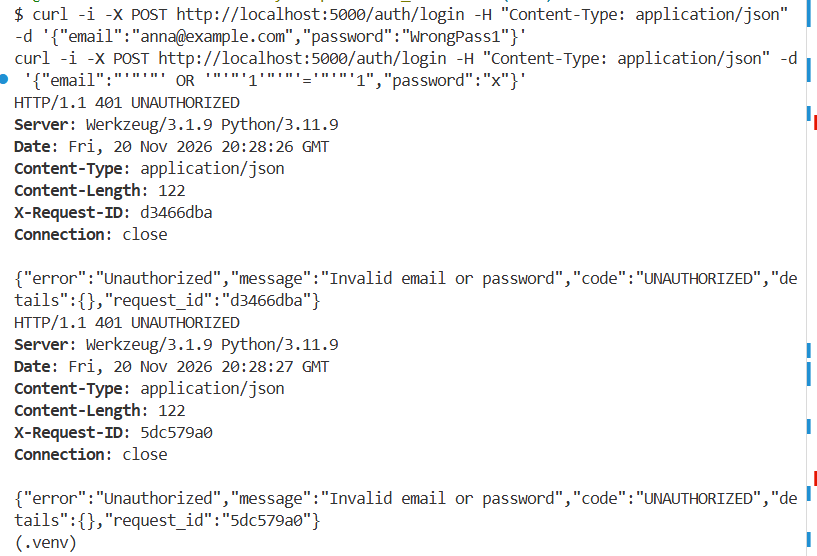 $ curl -i -X POST http://localhost:5000/auth/login -H "Content-Type: application/json"
-d '{"email":"anna@example.com","password":"WrongPass1"}'
curl -i -X POST http://localhost:5000/auth/login -H "Content-Type: application/json" -d
'{"email":"'"'"' OR '"'"'1'"'"'='"'"'1","password":"x"}'
HTTP/1.1 401 UNAUTHORIZED
Server: Werkzeug/3.1.9 Python/3.11.9
Date: Fri, 20 Nov 2026 20:28:26 GMT
Content-Type: application/json
Content-Length: 122
X-Request-ID: d3466dba
Connection: close

{"error":"Unauthorized","message":"Invalid email or password","code":"UNAUTHORIZED","de
tails":{},"request_id":"d3466dba"}
HTTP/1.1 401 UNAUTHORIZED
Server: Werkzeug/3.1.9 Python/3.11.9
Date: Fri, 20 Nov 2026 20:28:27 GMT
Content-Type: application/json
Content-Length: 122
X-Request-ID: 5dc579a0
Connection: close

{"error":"Unauthorized","message":"Invalid email or password","code":"UNAUTHORIZED","de
tails":{},"request_id":"5dc579a0"}
(.venv)